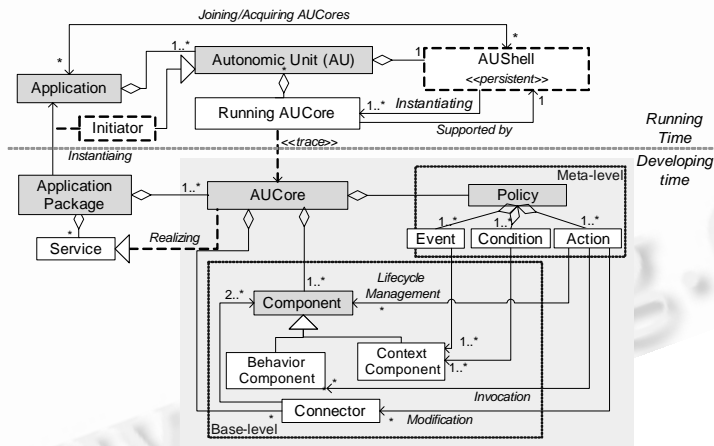 Joining/Acquiring AUCores
*
1..*
*
Autonomic Unit (AU)
1
AUShell
<<persistent>>
Application
*
*
Running AUCore
1..*
Instantiating
1
Initiator
Supported by
Running
Time
<<trace>>
Instantiaing
Developing
time
Meta-level
Application
Package
1..*
AUCore
Policy
1..*
1..*
1..*
Event
Condition
Action
*
Service
Realizing
1..*
Lifecycle
Management
2..*
Component
*
Behavior
Component
Context
Component
1..*
1..*
*
*
Invocation
Connector
*
*
Modification
Base-level